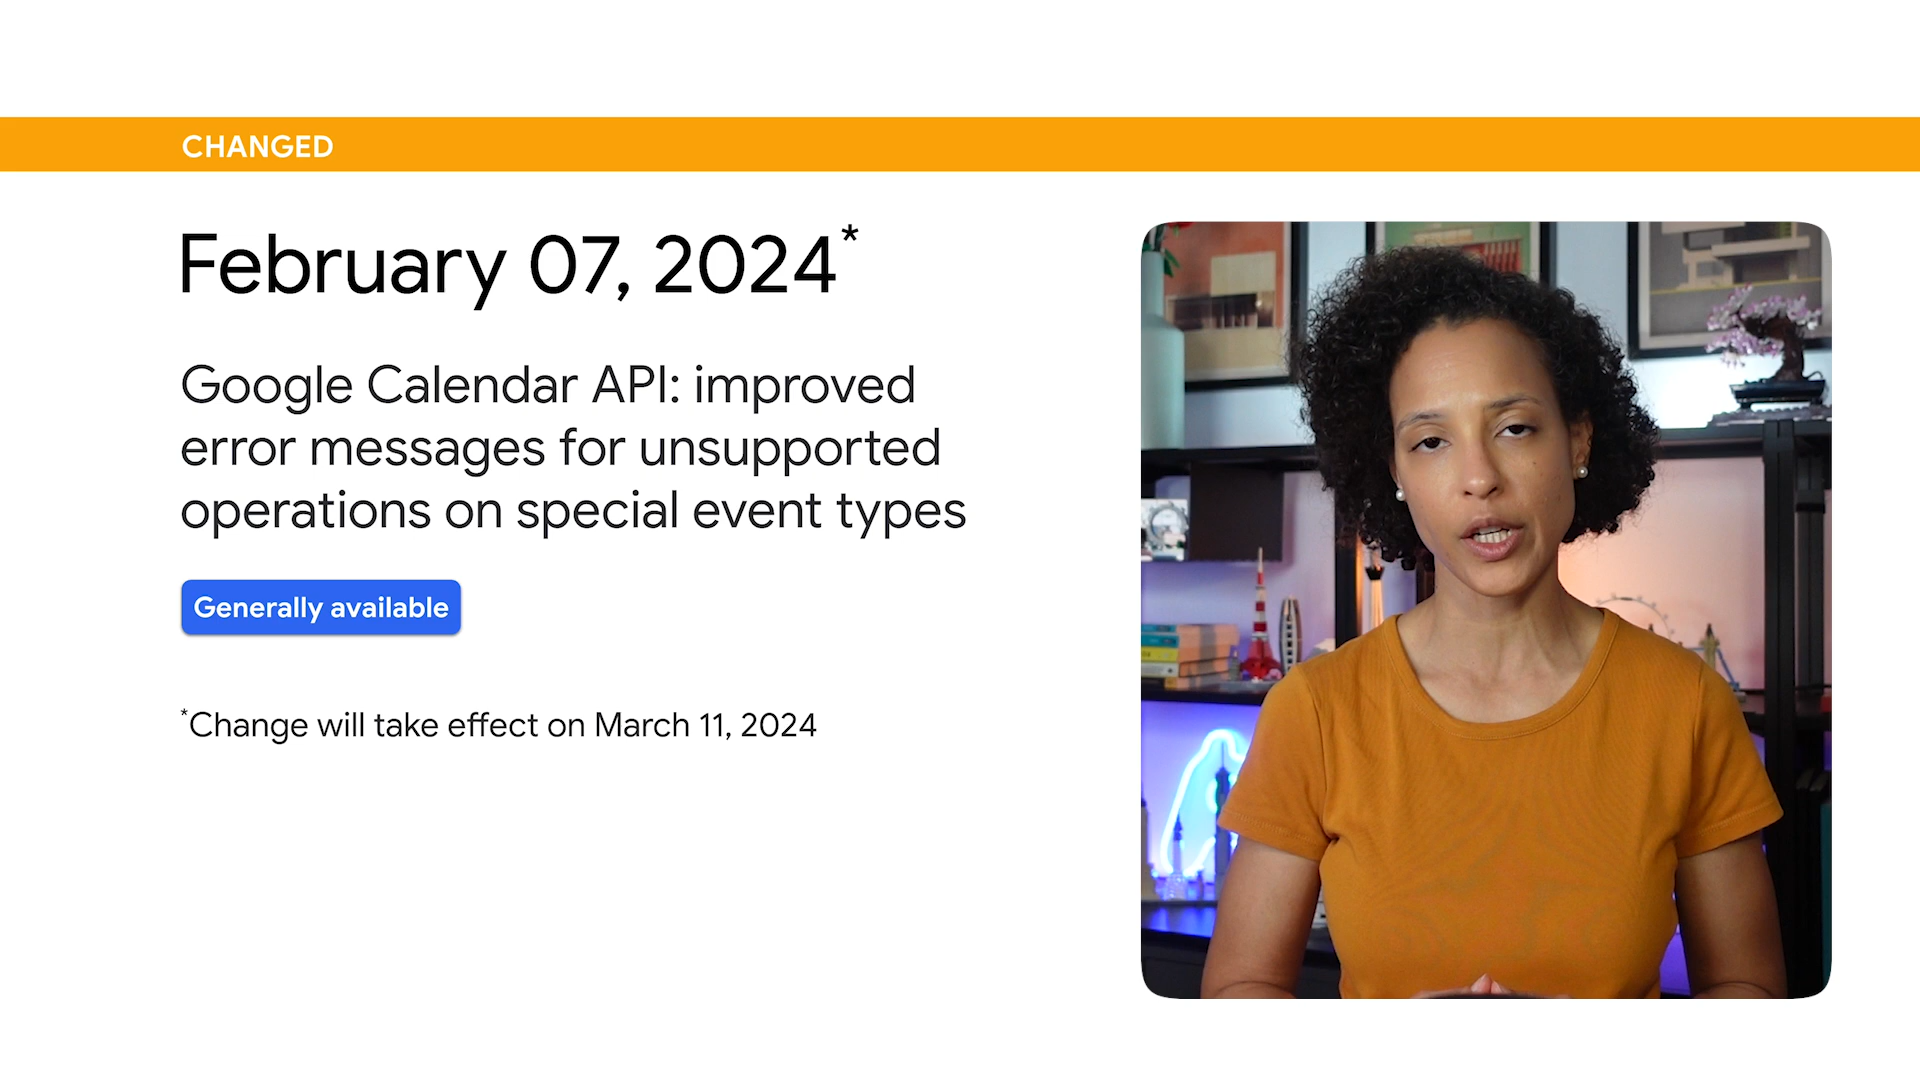 CHANGED
February 07, 2024*
Google Calendar API: improved
error messages for unsupported
operations on special event types
Generally available
*Change will take effect on March 11, 2024